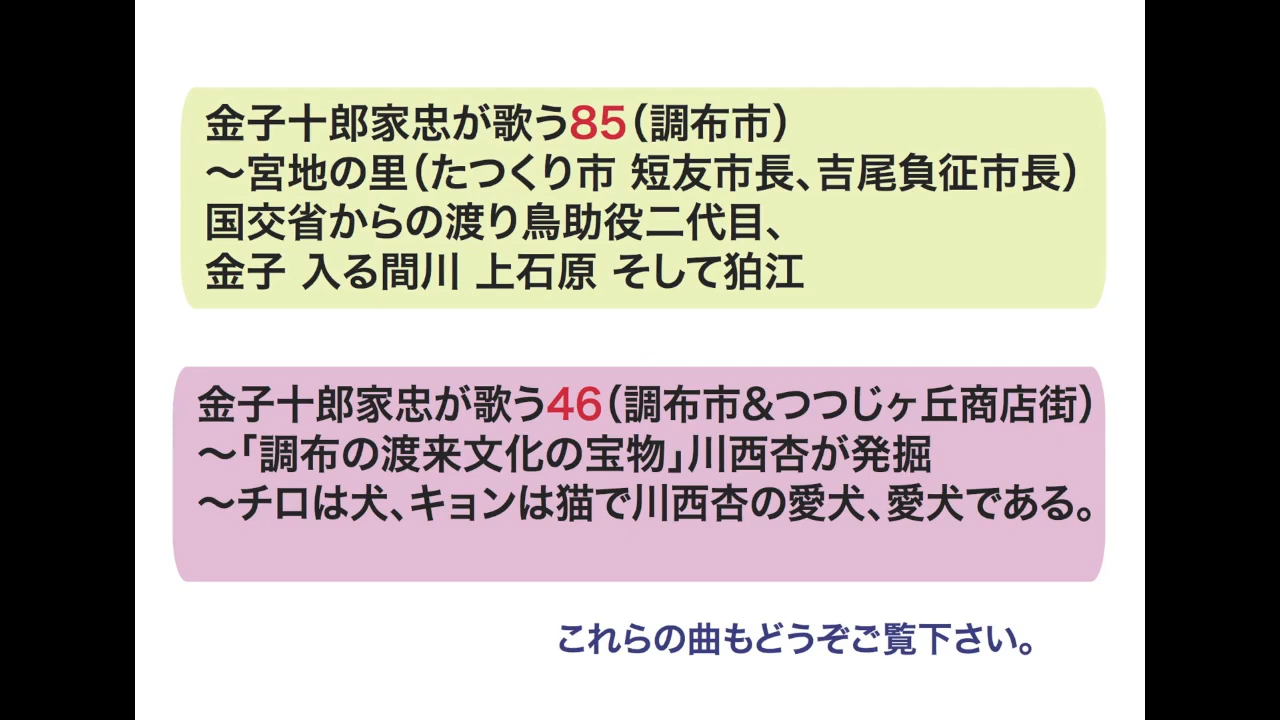 金子十郎家忠が歌う85（調布市）
～宮地の里（たつくり市 短友市長、吉尾負征市長）
国交省からの渡り鳥助役二代目、
金子 入る間川 上石原 そして狛江
金子十郎家忠が歌う46（調布市&つつじヶ丘商店街）
～「調布の渡来文化の宝物」川西杏が発掘
～チロは犬、キョンは猫で川西杏の愛犬、愛犬である。
これらの曲もどうぞご覧下さい。